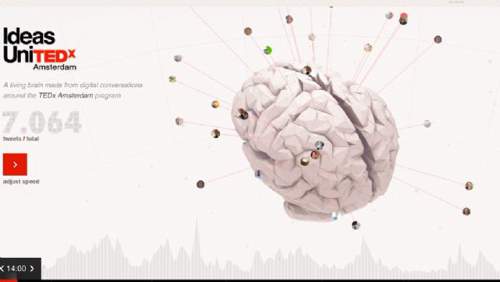 Ideas
UniTEDx
Amsterdam
A living brain made from digital conversations
around the TEDx Amsterdam program
7.064
tweets / total
adjust speed
14:00